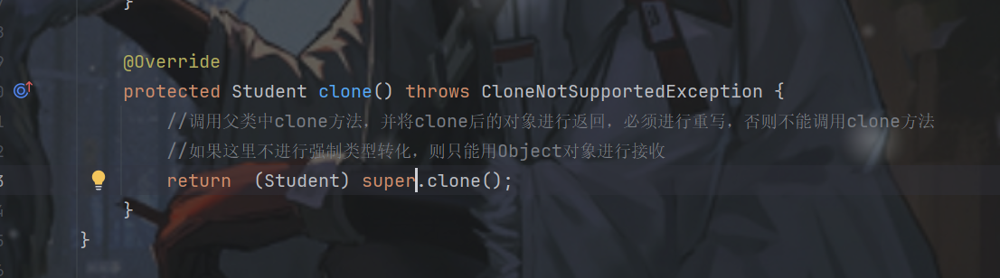 }
@Override
protected Student clone() throws CloneNotSupportedException {
//调用父类中clone方法，并将clone后的对象进行返回，必须进行重写，否则不能调用clone方法
//如果这里不进行强制类型转化，则只能用Object对象进行接收
return  (Student) super.clone();
}
}